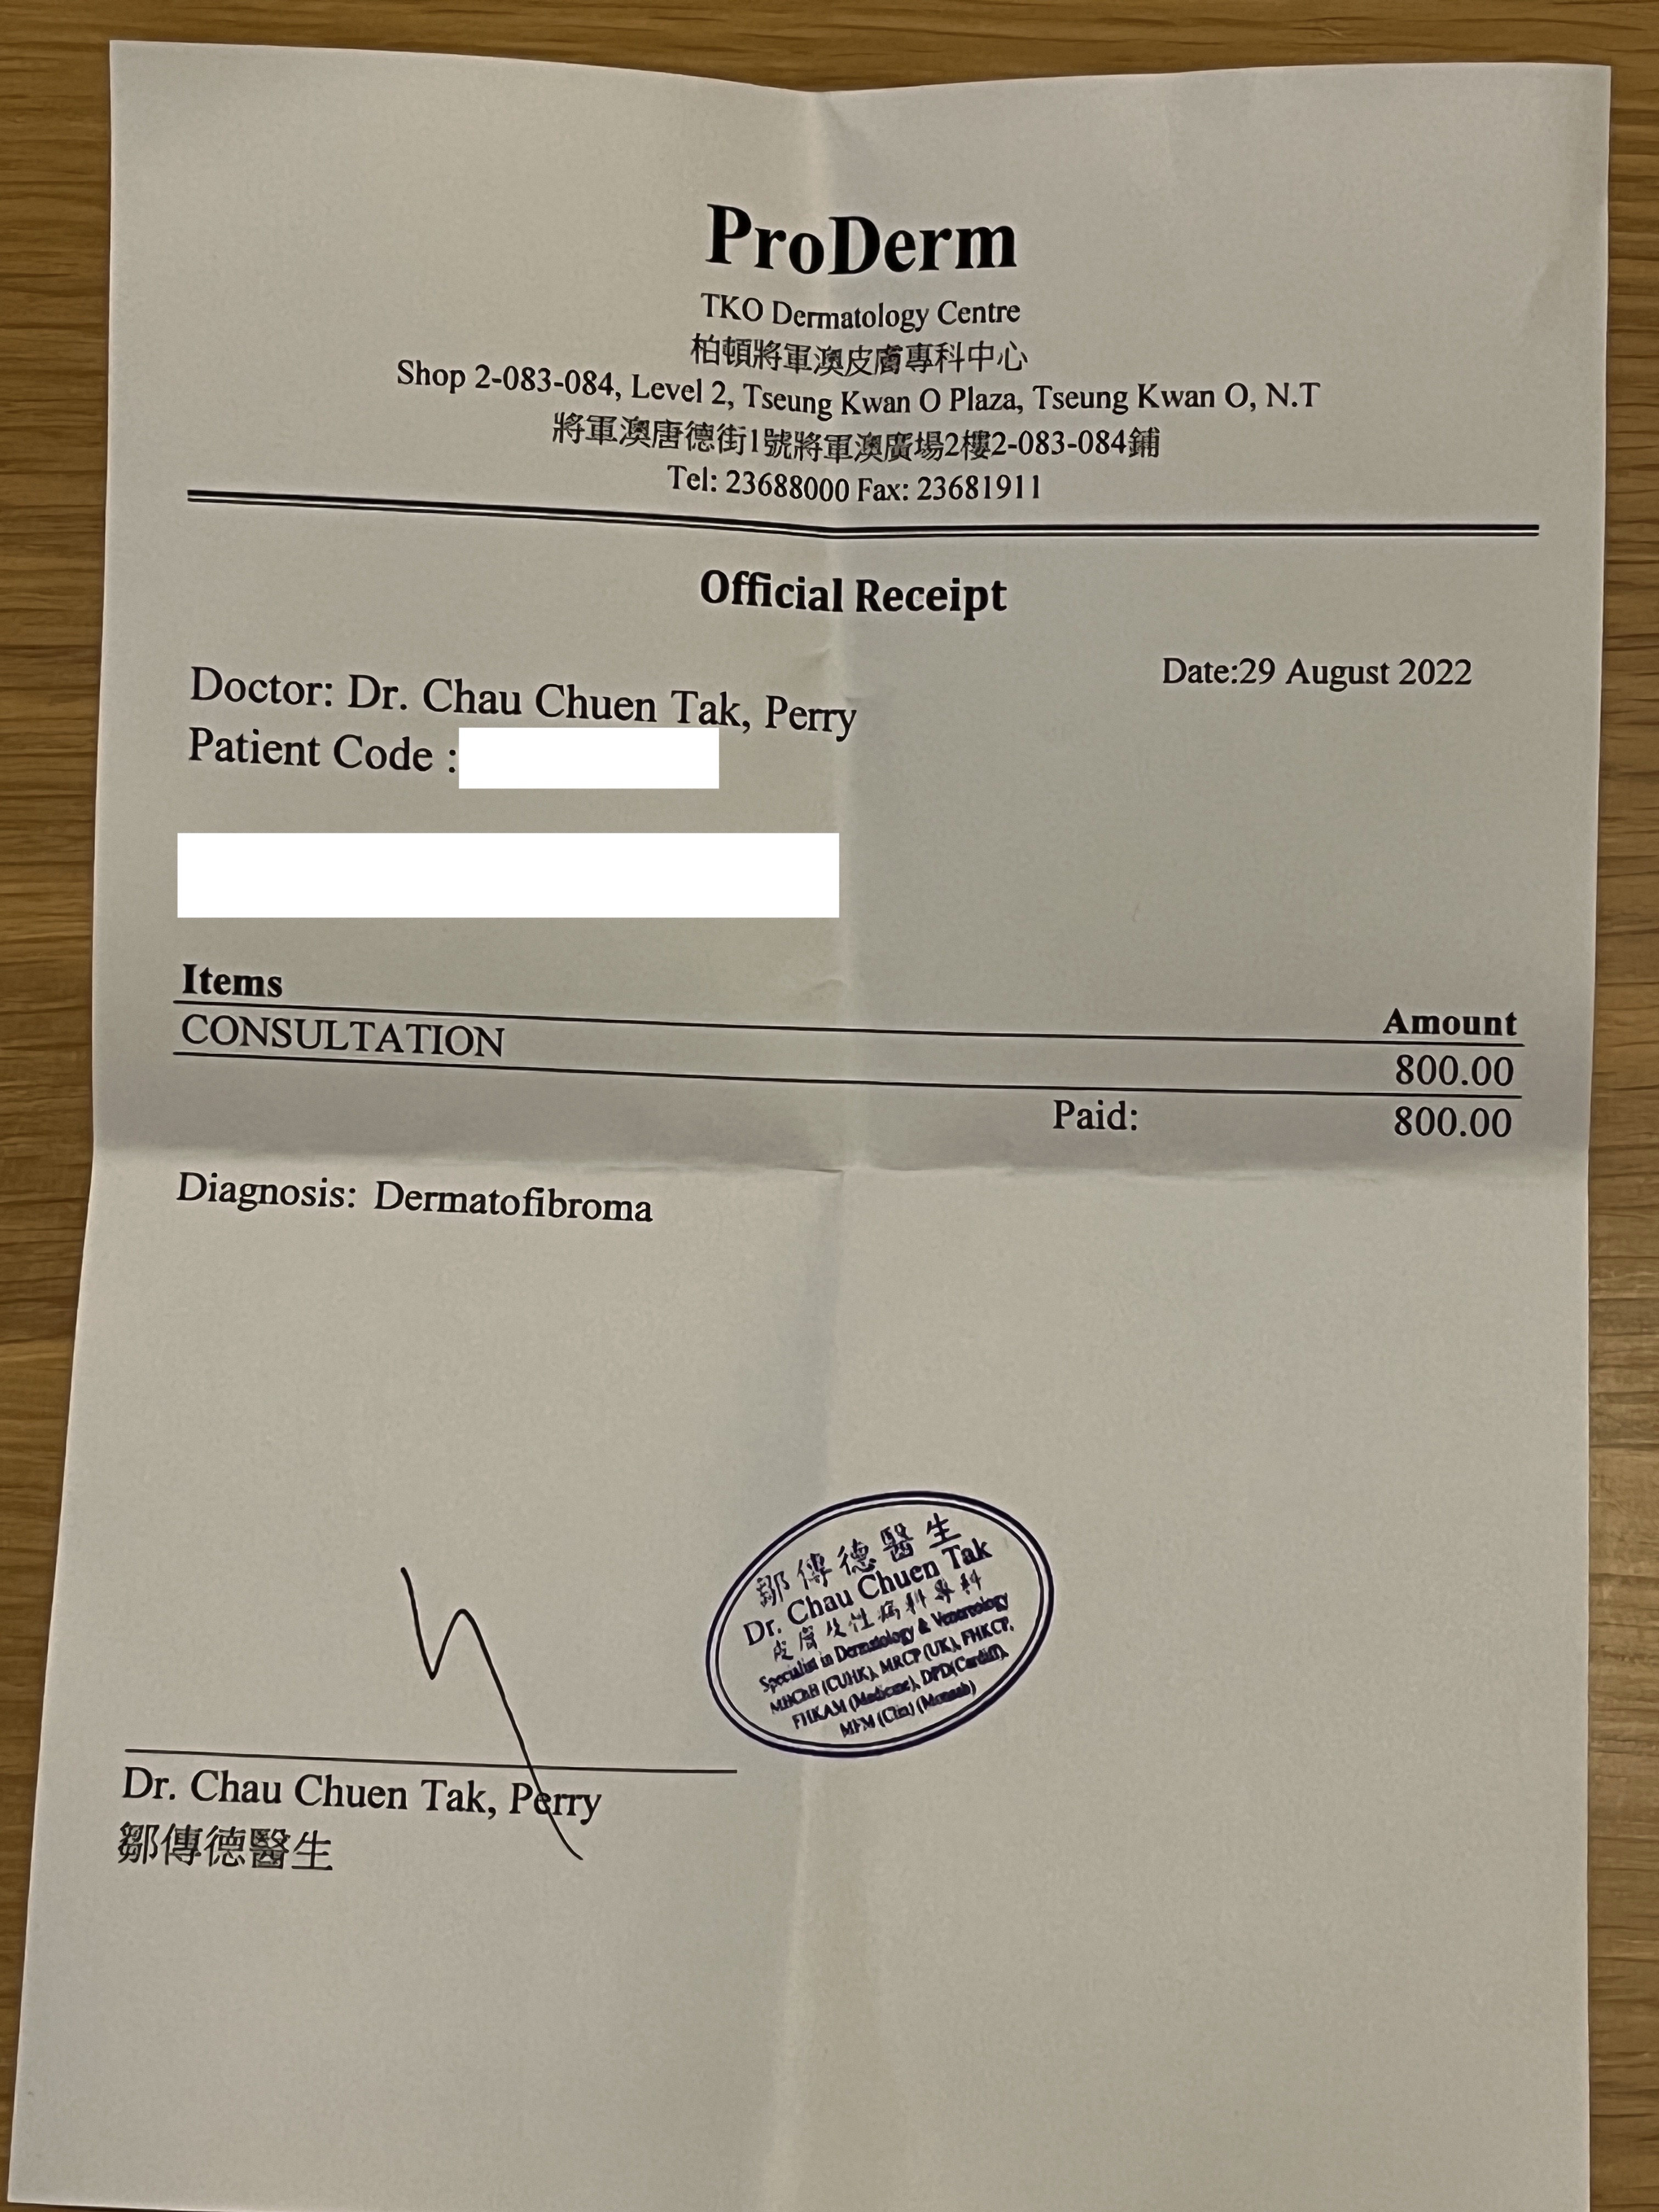 ProDerm
TKO Dermatology Centre
柏頓將軍澳皮膚專科中心
Shop 2-083-084, Level 2, Tseung Kwan O Plaza, Tseung Kwan O, N.T
將軍澳唐德街1號將軍澳廣場2樓2-083-084鋪
Tel: 23688000 Fax: 23681911
Official Receipt
Date:29 August 2022
Doctor: Dr. Chau Chuen Tak, Perry
Patient Code :
Items Amount
CONSULTATION 800.00
Paid: 800.00
Diagnosis: Dermatofibroma
鄒傳德醫生
Dr. Chau Chuen Tak
皮膚及性病科專科
Specialist in Dermatology & Venereology
MBChB (CUHK), MRCP (UK), FHKCP,
FHKAM (Medicine), DPD(Cardiff),
(Clin) (Monash)
Dr. Chau Chuen Tak, Perry
鄒傳德醫生